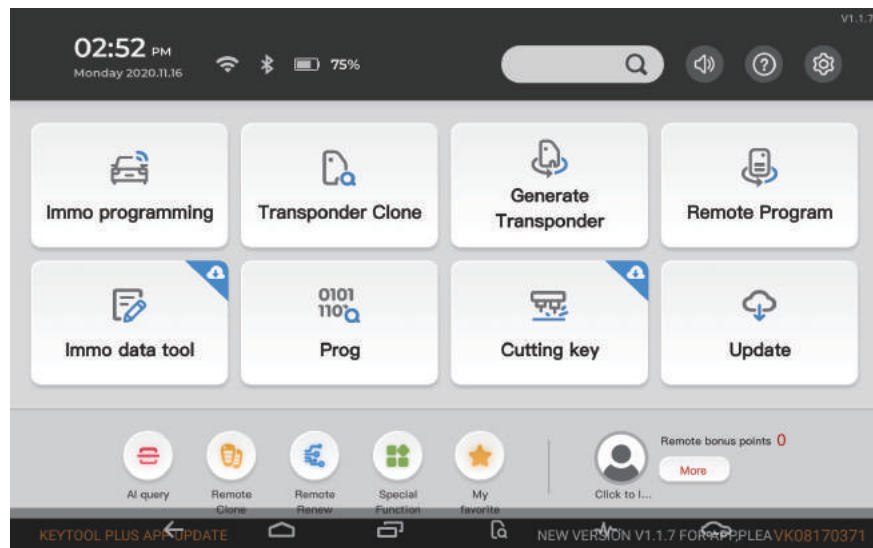 V1.1.7
02:52 PM
Monday 2020.11.16
75%
Immo programming
Transponder Clone
Generate
Transponder
Remote Program
Immo data tool
0101
110
Prog
Cutting key
Update
AI query
Remote
Clone
Remote
Renew
Special
Function
My
favorite
Click to l...
Remote bonus points 0
More
KEYTOOL PLUS APP UPDATE
NEW VERSION V1.1.7 FOR APP,PLEA
VK08170371